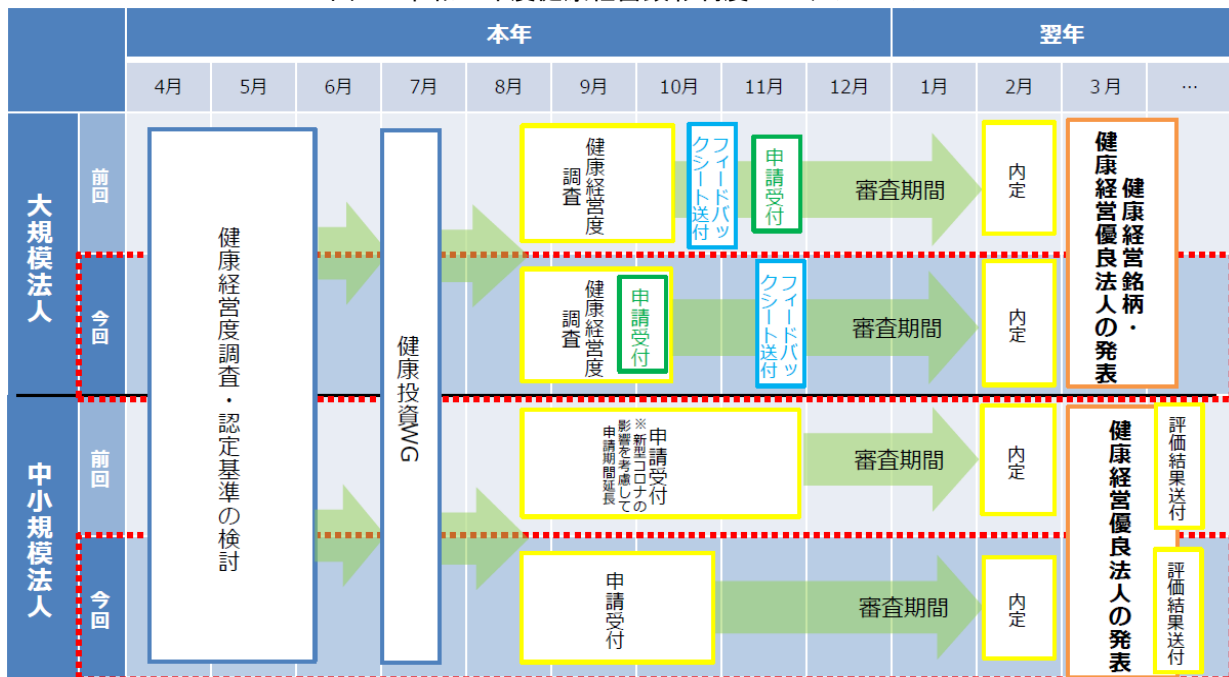 本年
翌年
4月
5月
6月
7月
8月
9月
10月
11月
12月
1月
2月
3月
…
大規模法人
前回
今回
中小規模法人
前回
今回
健康経営度調査・認定基準の検討
健康投資WG
健康経営度
調査
フィードバッ
クシート送付
申請受付
審査期間
内定
健康経営銘柄・
健康経営優良法人の発表
健康経営度
調査
申請受付
フィードバッ
クシート送付
審査期間
内定
申請受付
※新型コロナの
影響を考慮して
申請期間延長
審査期間
内定
健康経営優良法人の発表
評価結果送付
申請受付
審査期間
内定
評価結果送付